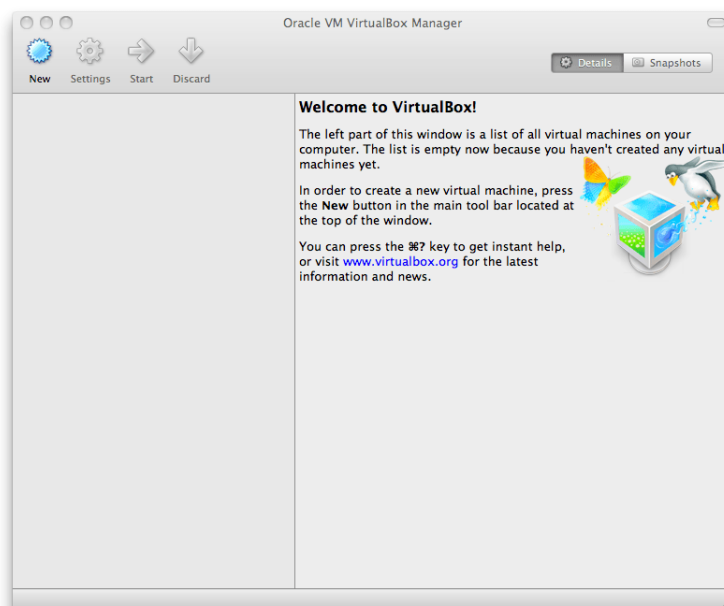 Oracle VM VirtualBox Manager
New Settings Start Discard
Details Snapshots
Welcome to VirtualBox!
The left part of this window is a list of all virtual machines on your
computer. The list is empty now because you haven't created any virtual
machines yet.
In order to create a new virtual machine, press
the New button in the main tool bar located at
the top of the window.
You can press the ⌘? key to get instant help,
or visit www.virtualbox.org for the latest
information and news.